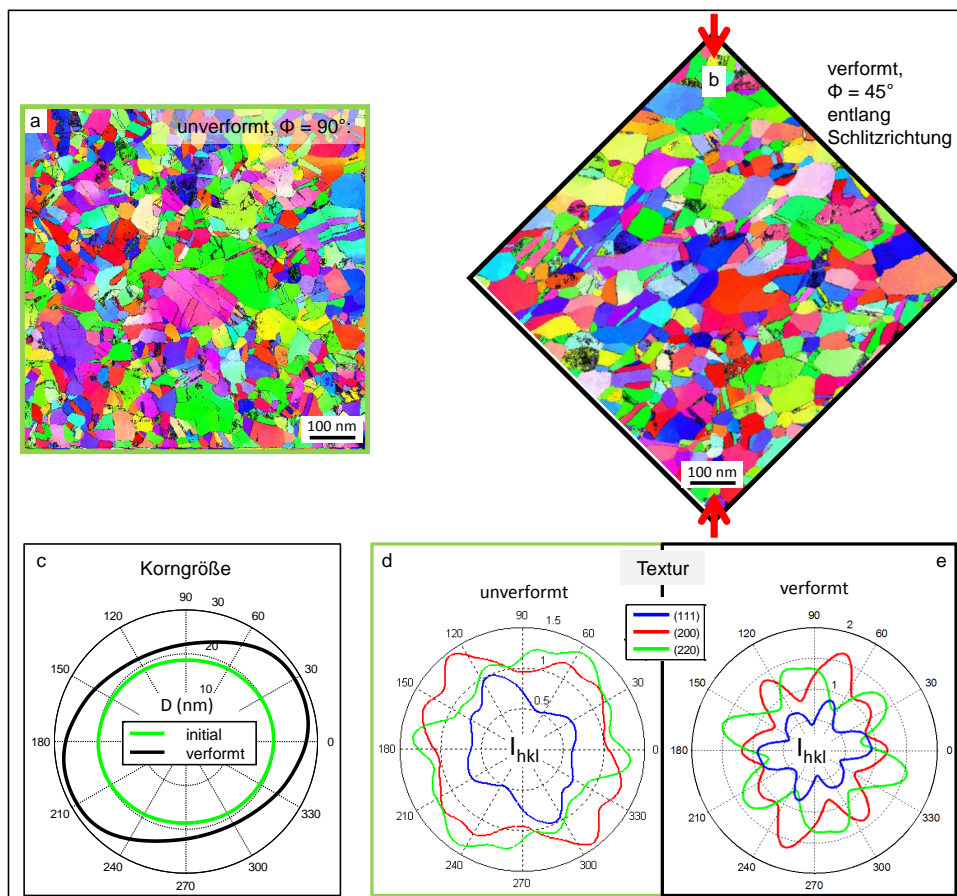 a
unverformt, Φ = 90°:
100 nm
b
verformt,
Φ = 45°
entlang
Schlitzrichtung
100 nm
c
Korngröße
90
120
60
150
30
180
0
210
330
240
300
270
30
20
10
D (nm)
initial
verformt
d
Textur
unverformt
90
120
60
150
30
180
0
210
330
240
300
270
1.5
1
0.5
I_hkl
(111)
(200)
(220)
e
verformt
90
120
60
150
30
180
0
210
330
240
300
270
2
1
I_hkl